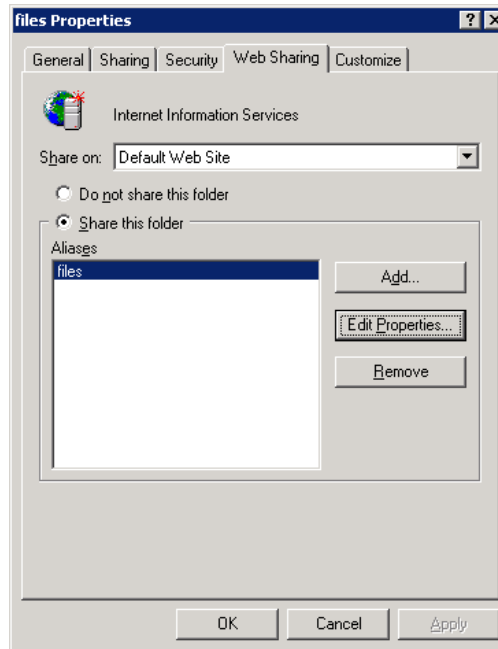 files Properties
General Sharing Security Web Sharing Customize
Internet Information Services
Share on: Default Web Site
Do not share this folder
Share this folder
Aliases
files
Add...
Edit Properties...
Remove
OK Cancel Apply